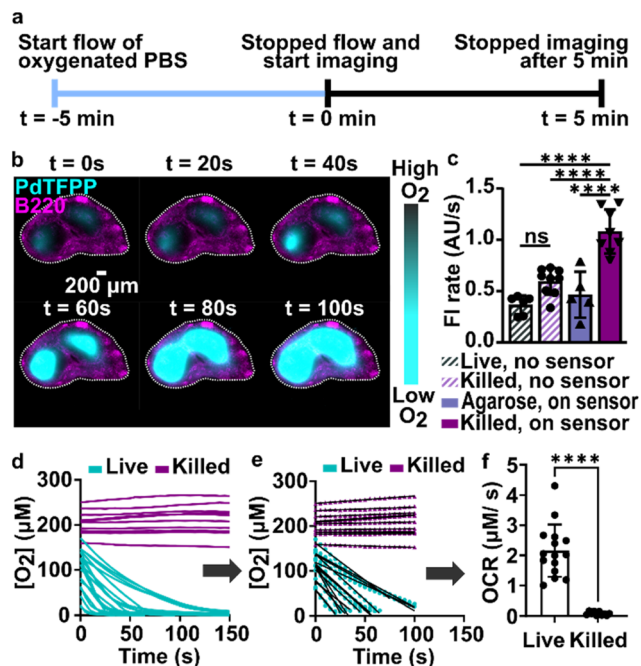 a
Start flow of
oxygenated PBS
Stopped flow and
start imaging
Stopped imaging
after 5 min
t = -5 min
t = 0 min
t = 5 min
b
t = 0s
t = 20s
t = 40s
PdTFPP
B220
200 µm
t = 60s
t = 80s
t = 100s
High
O2
Low
O2
c
****
****
****
ns
FI rate (AU/s)
1.5
1.0
0.5
0.0
Live, no sensor
Killed, no sensor
Agarose, on sensor
Killed, on sensor
d
Live
Killed
[O2]
(µM)
300
200
100
0
0
50
100
150
Time (s)
e
Live
Killed
[O2]
(µM)
300
200
100
0
0
50
100
150
Time (s)
f
****
OCR (µM/ s)
5
4
3
2
1
0
Live
Killed